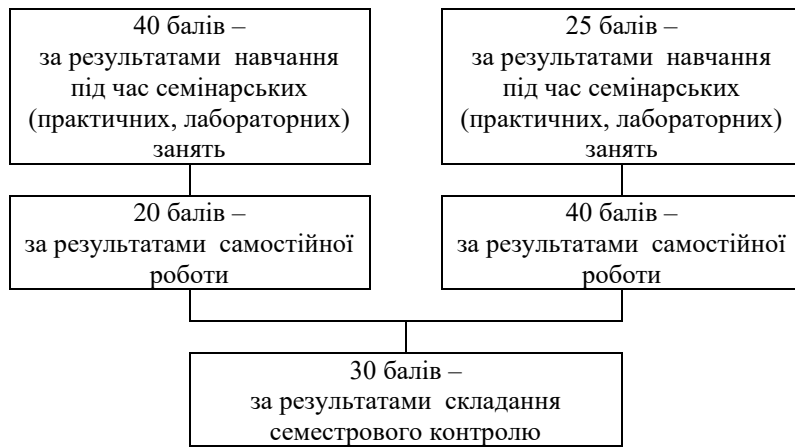 40 балів –
за результатами навчання
під час семінарських
(практичних, лабораторних)
занять
25 балів –
за результатами навчання
під час семінарських
(практичних, лабораторних)
занять
20 балів –
за результатами самостійної
роботи
40 балів –
за результатами самостійної
роботи
30 балів –
за результатами складання
семестрового контролю